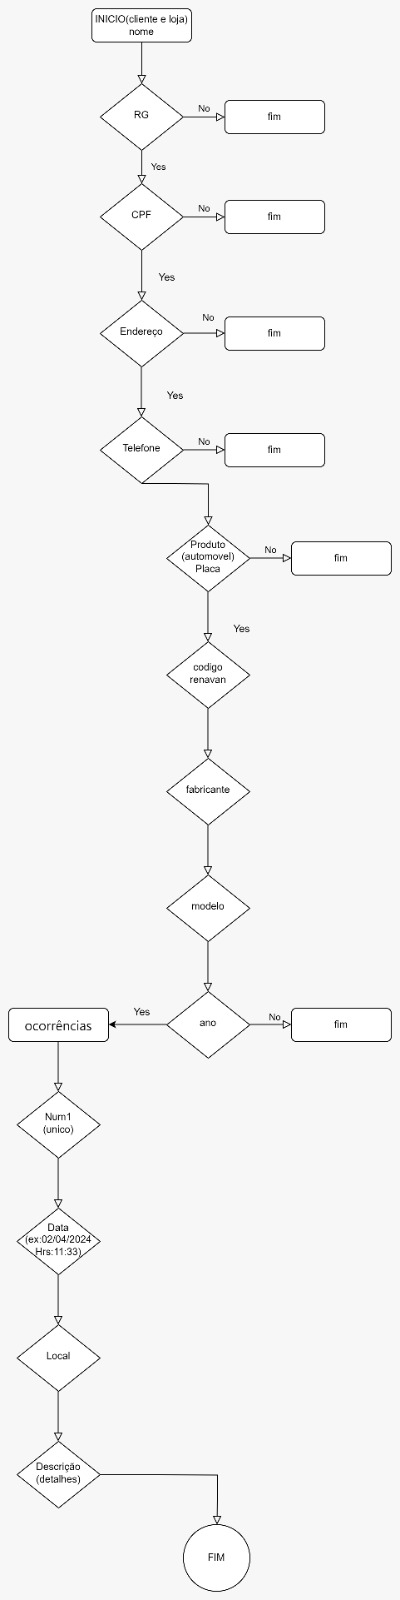 INICIO(cliente e loja)
nome
RG
No
fim
Yes
CPF
No
fim
Yes
Endereço
No
fim
Yes
Telefone
No
fim
Produto
(automovel)
Placa
No
fim
Yes
codigo
renavan
fabricante
modelo
ocorrências
Yes
ano
No
fim
Num1
(unico)
Data
(ex:02/04/2024
Hrs:11:33)
Local
Descrição
(detalhes)
FIM